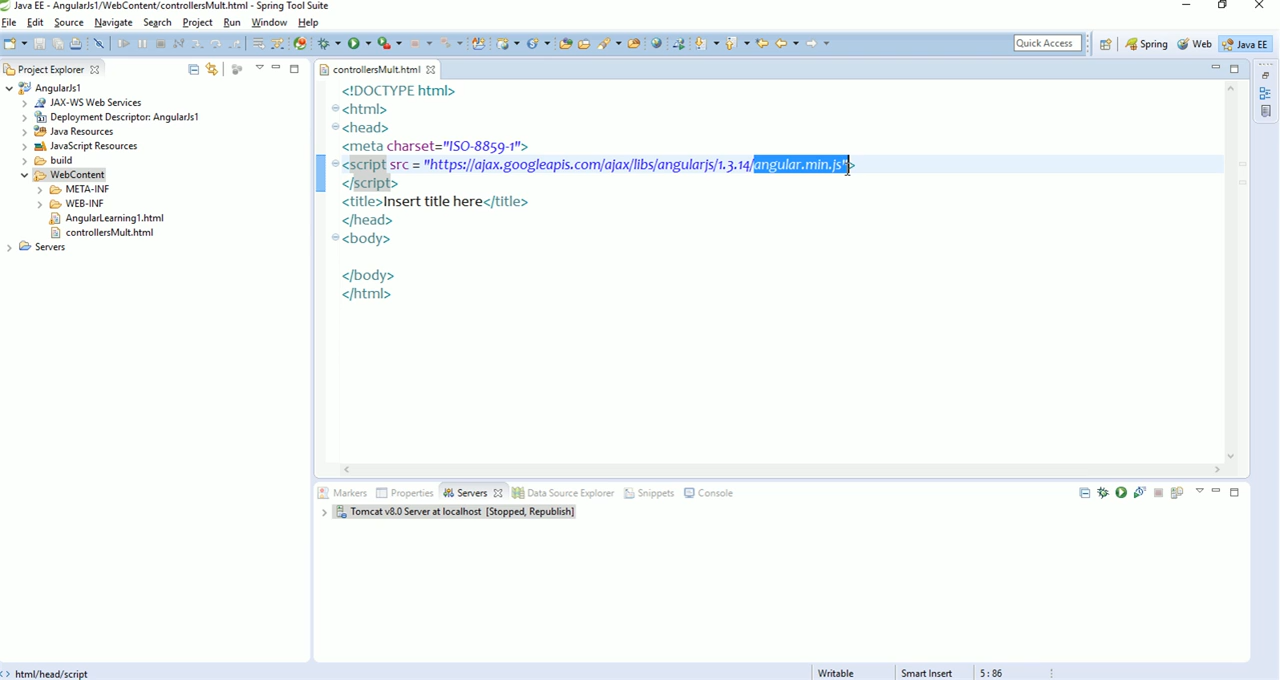 Java EE - AngularJs1/WebContent/controllersMult.html - Spring Tool Suite
File Edit Source Navigate Search Project Run Window Help
Quick Access Spring Web Java EE
Project Explorer
AngularJs1
JAX-WS Web Services
Deployment Descriptor: AngularJs1
Java Resources
JavaScript Resources
build
WebContent
META-INF
WEB-INF
AngularLearning1.html
controllersMult.html
Servers
controllersMult.html
<!DOCTYPE html>
<html>
<head>
<meta charset="ISO-8859-1">
<script src = "https://ajax.googleapis.com/ajax/libs/angularjs/1.3.14/angular.min.js">
</script>
<title>Insert title here</title>
</head>
<body>
</body>
</html>
Markers Properties Servers Data Source Explorer Snippets Console
Tomcat v8.0 Server at localhost [Stopped, Republish]
html/head/script Writable Smart Insert 5 : 86